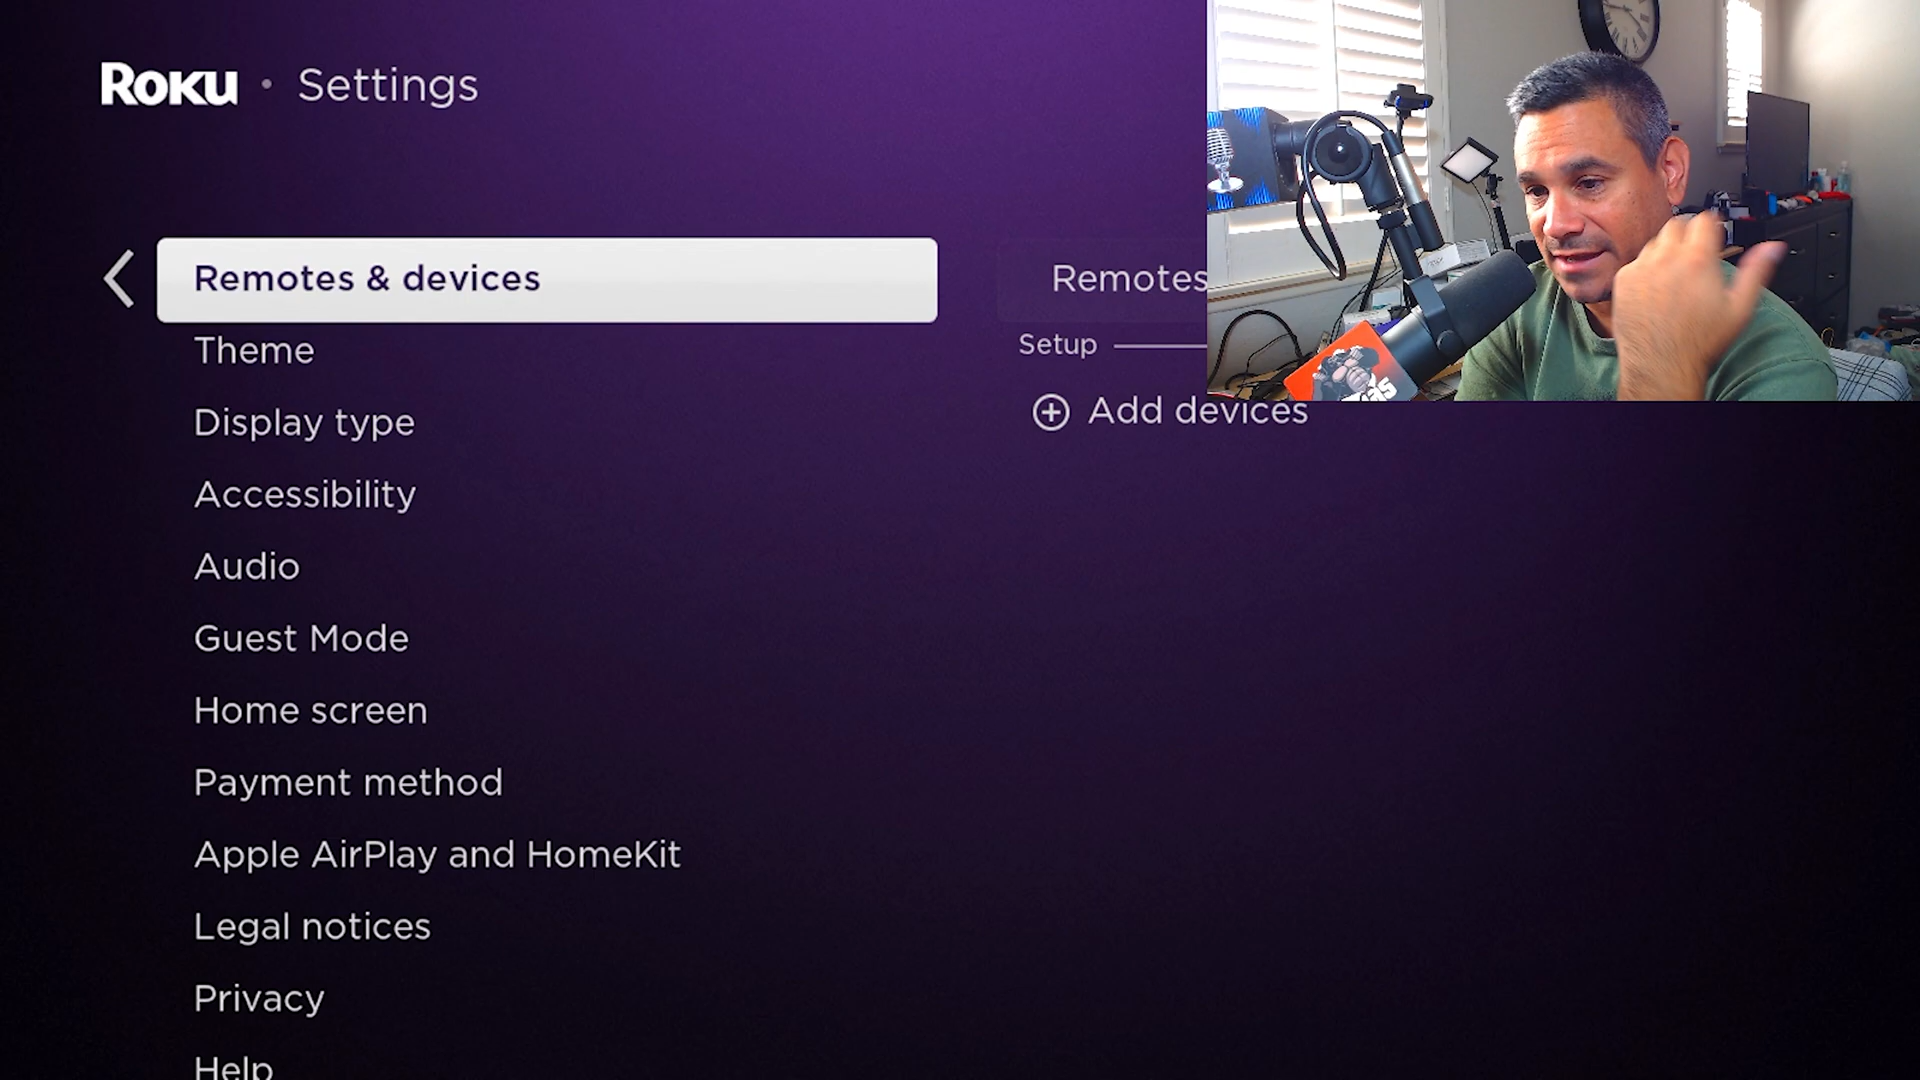 Roku • Settings
Remotes & devices
Theme
Display type
Accessibility
Audio
Guest Mode
Home screen
Payment method
Apple AirPlay and HomeKit
Legal notices
Privacy
Help
Remotes
Setup
Add devices